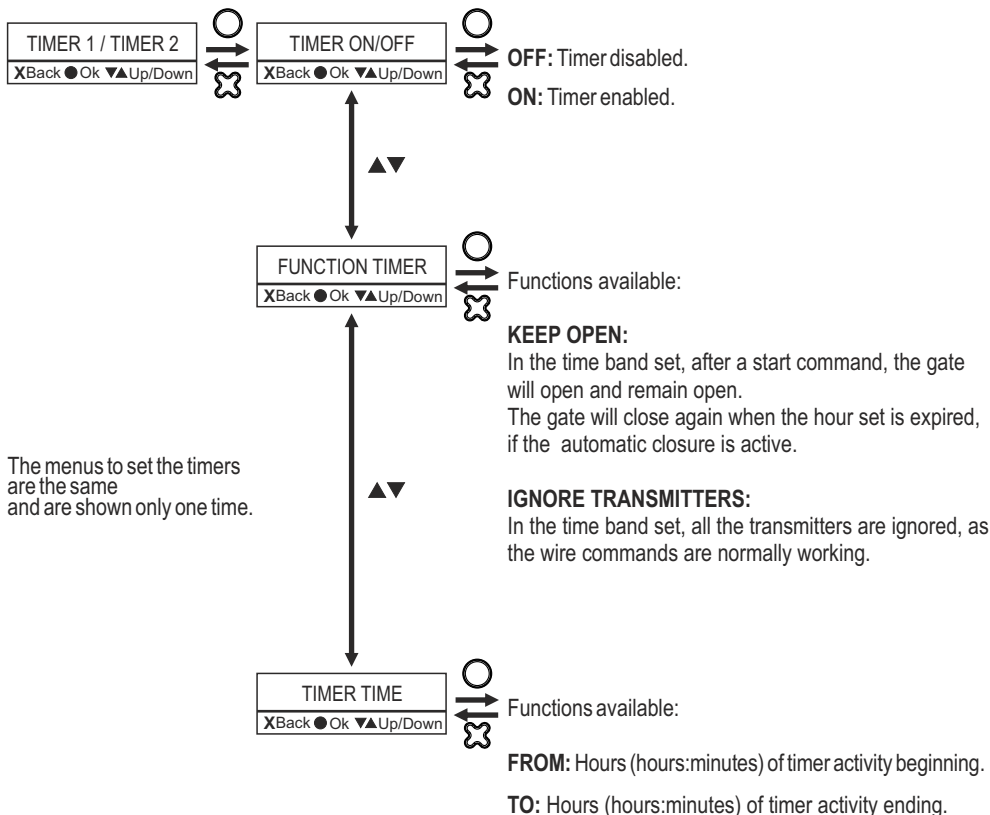 TIMER 1 / TIMER 2
XBack ● Ok ▼▲ Up/Down
TIMER ON/OFF
XBack ● Ok ▼▲ Up/Down
OFF: Timer disabled.
ON: Timer enabled.
▲▼
FUNCTION TIMER
XBack ● Ok ▼▲ Up/Down
Functions available:
KEEP OPEN:
In the time band set, after a start command, the gate
will open and remain open.
The gate will close again when the hour set is expired,
if the automatic closure is active.
The menus to set the timers
are the same
and are shown only one time.
▲▼
IGNORE TRANSMITTERS:
In the time band set, all the transmitters are ignored, as
the wire commands are normally working.
TIMER TIME
XBack ● Ok ▼▲ Up/Down
Functions available:
FROM: Hours (hours:minutes) of timer activity beginning.
TO: Hours (hours:minutes) of timer activity ending.